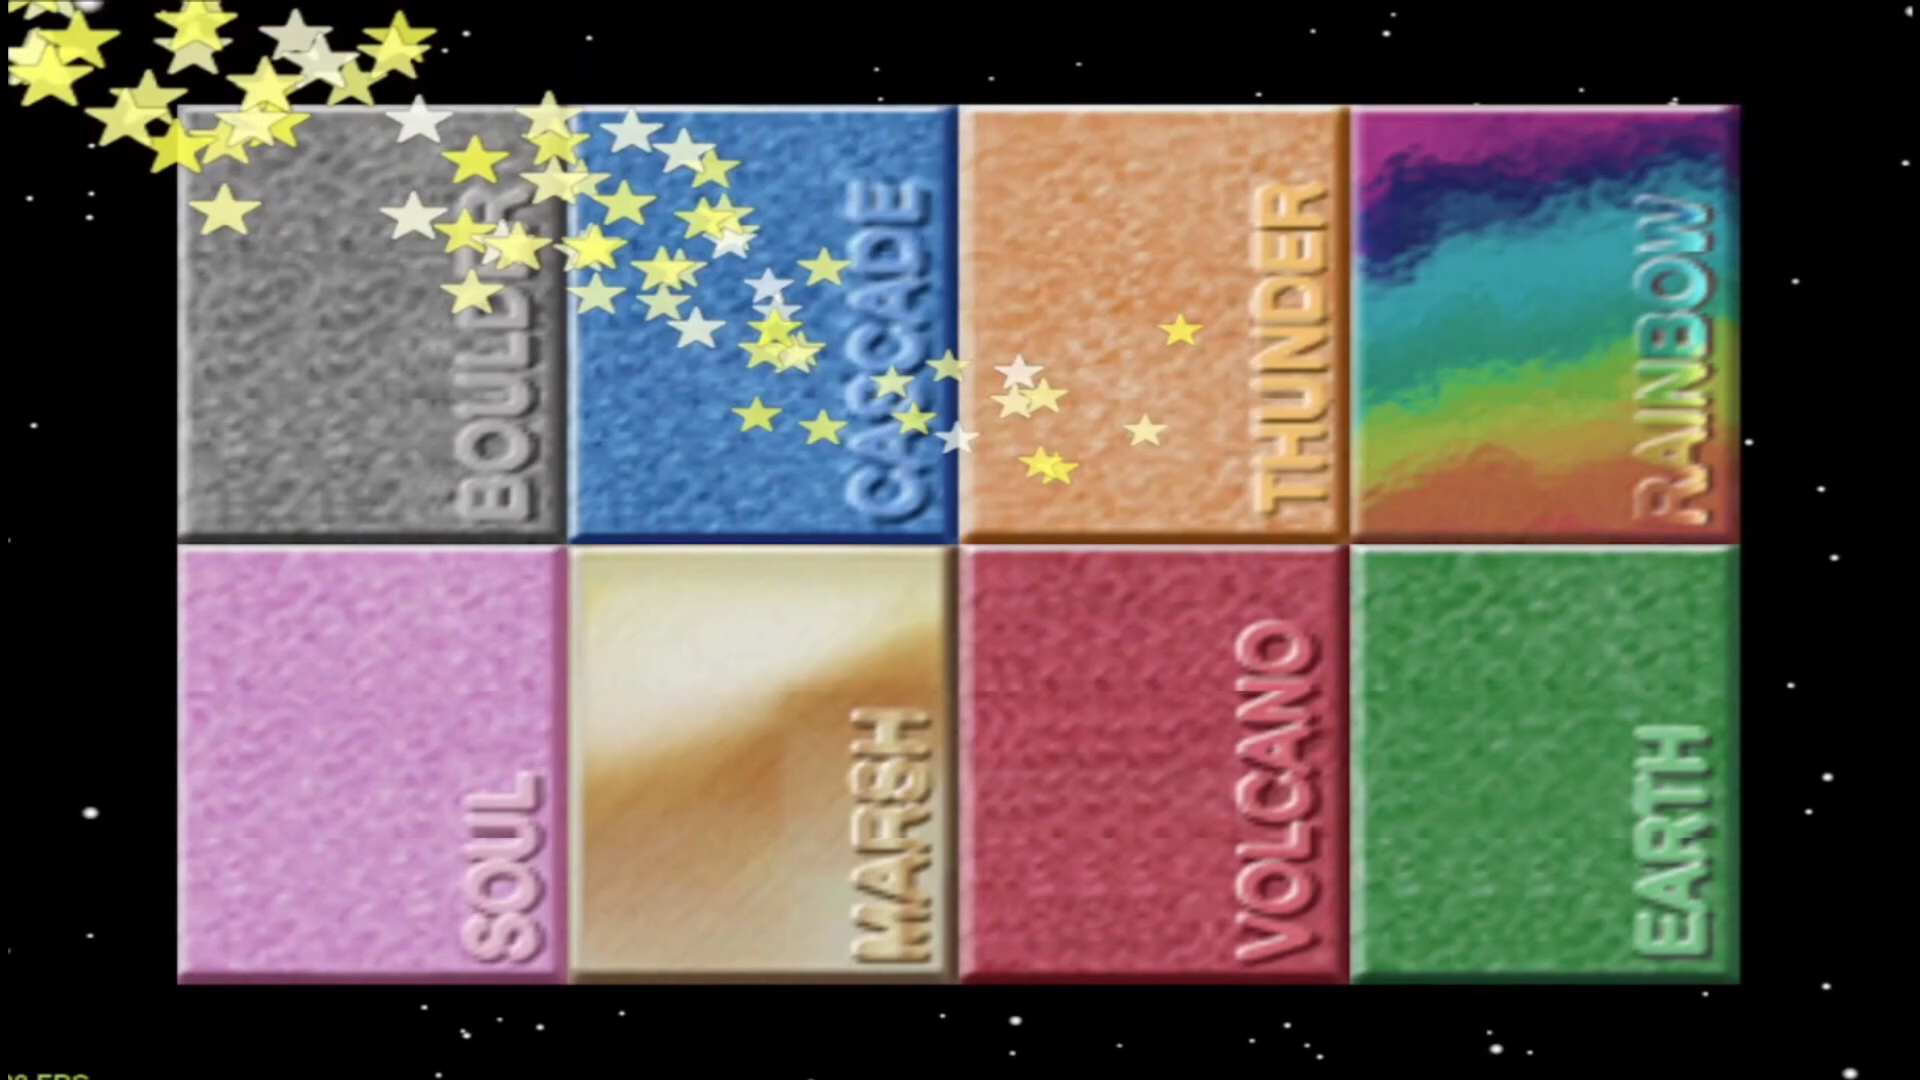 BOULDER
CASCADE
THUNDER
RAINBOW
SOUL
MARSH
VOLCANO
EARTH